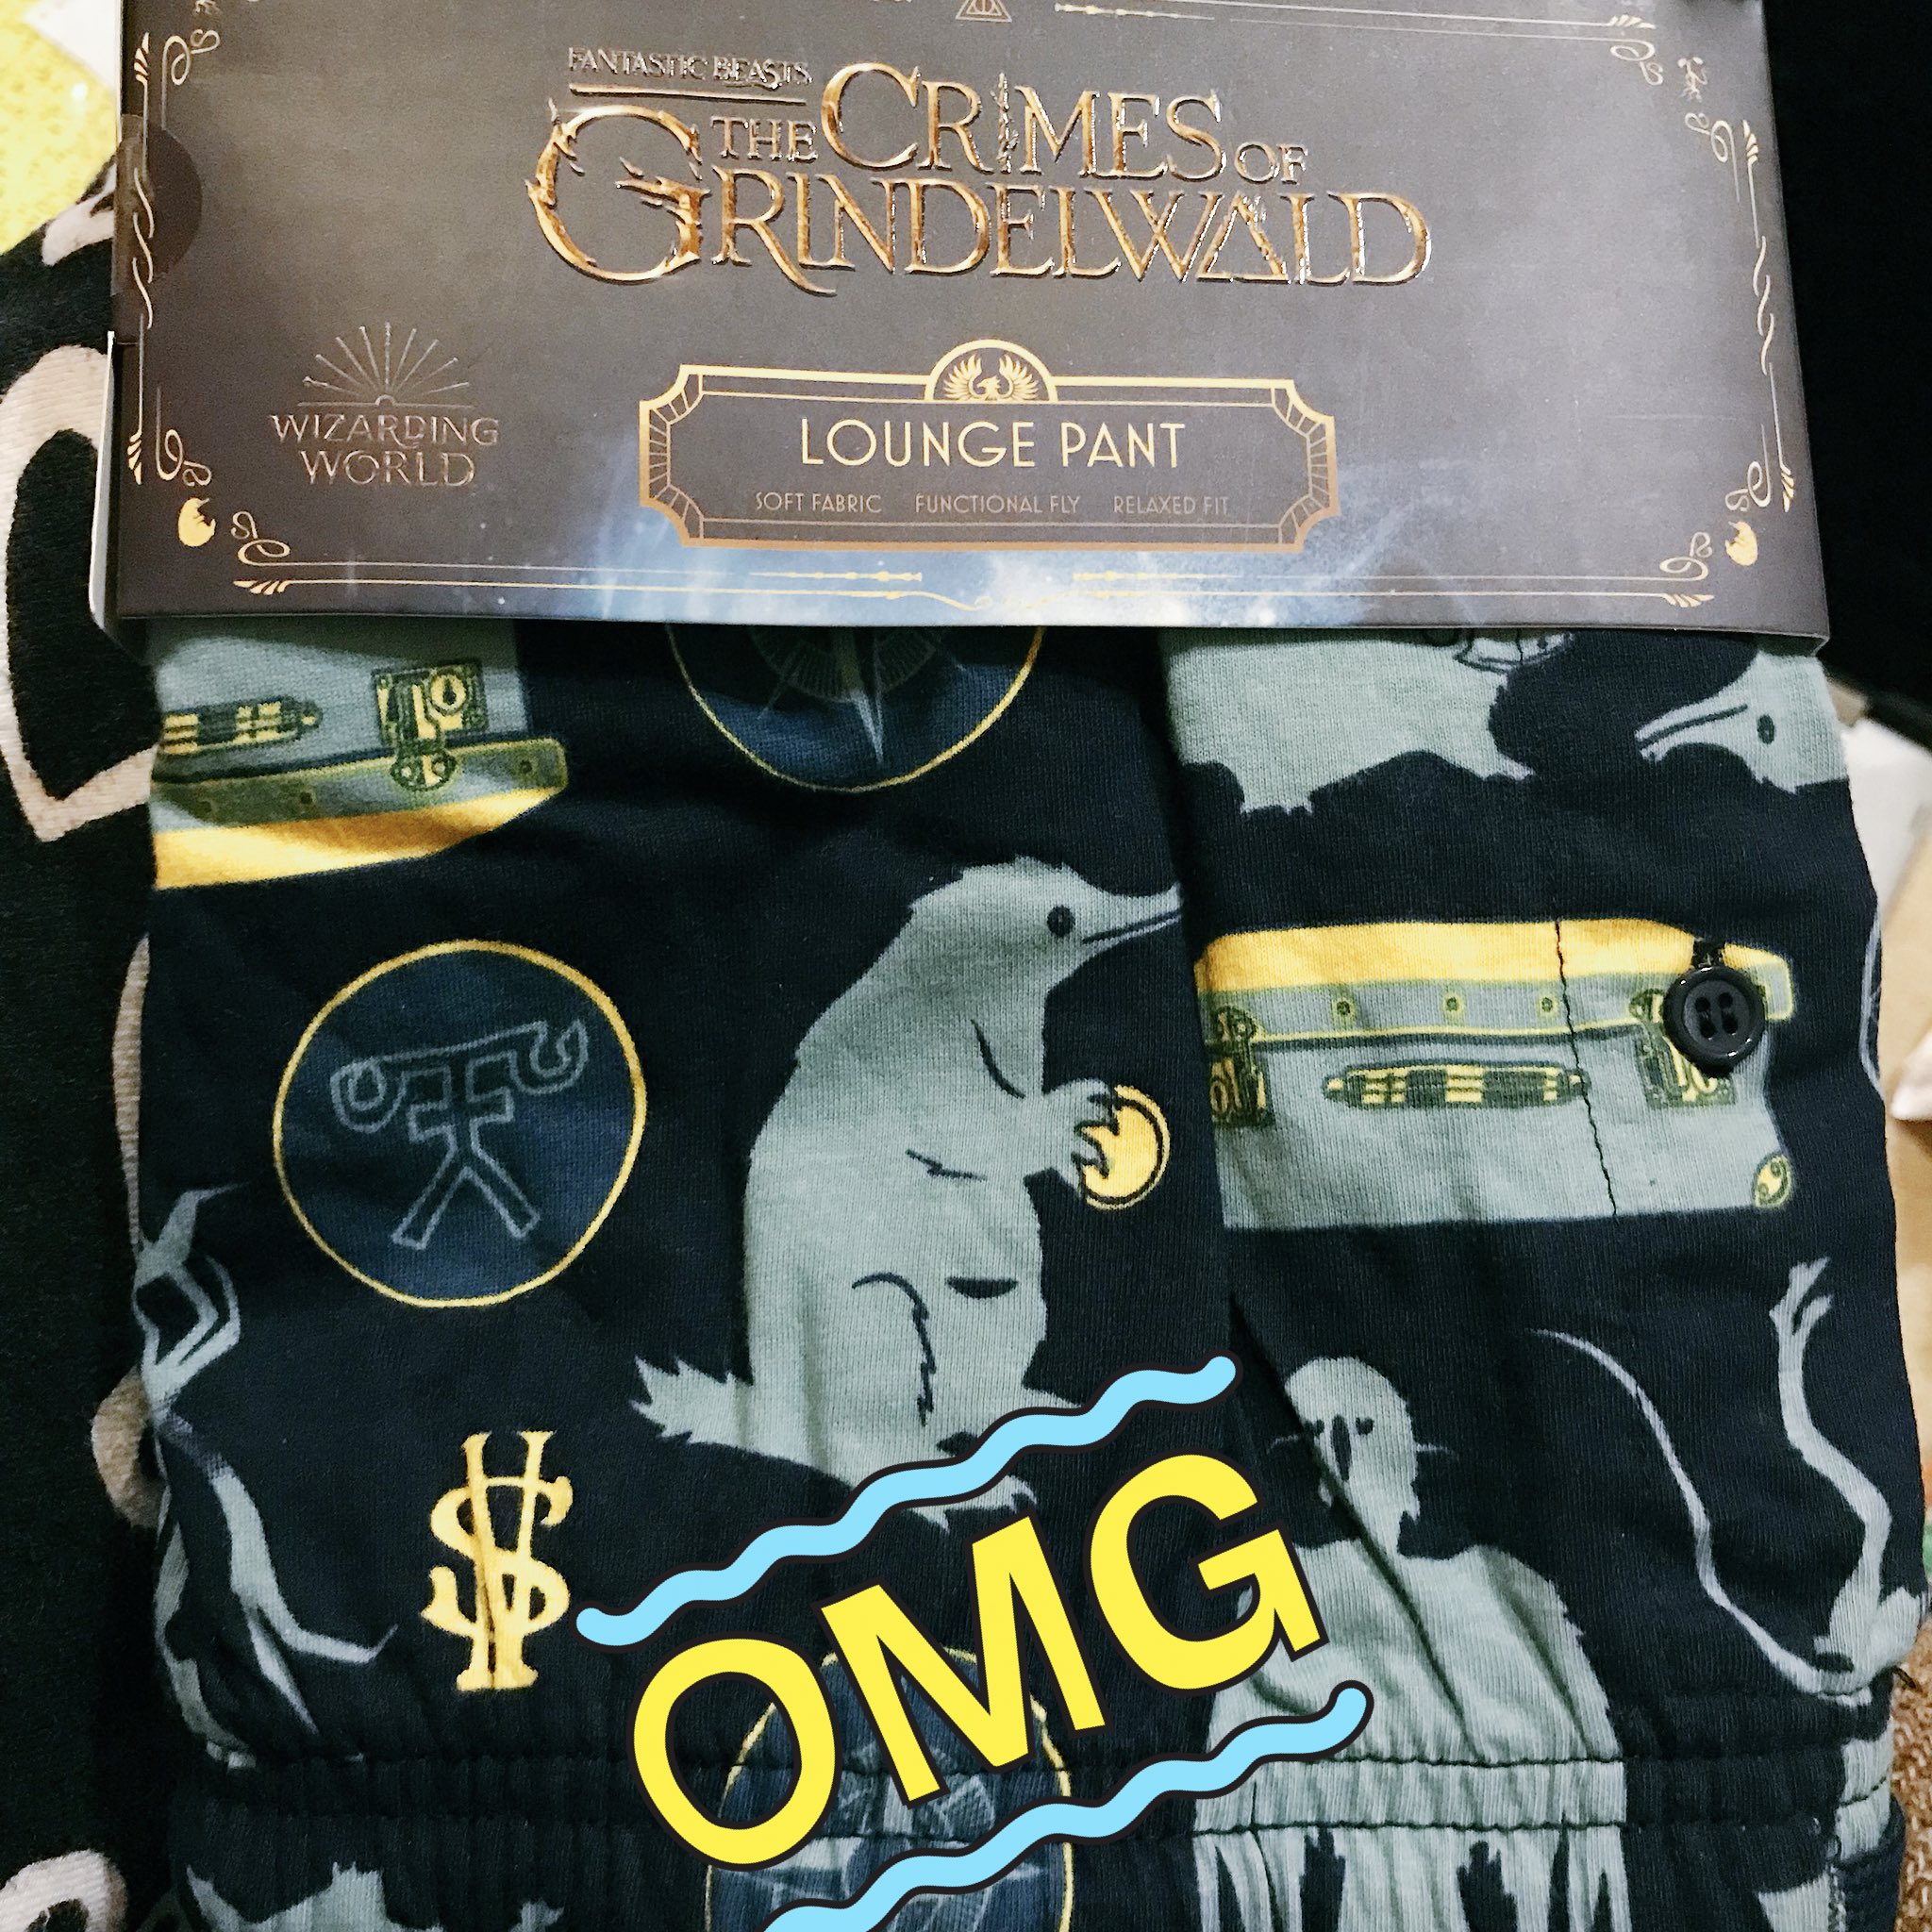 FANTASTIC BEASTS
THE CRIMES OF
GRINDELWALD
WIZARDING
WORLD
LOUNGE PANT
SOFT FABRIC FUNCTIONAL FLY RELAXED FIT
OMG